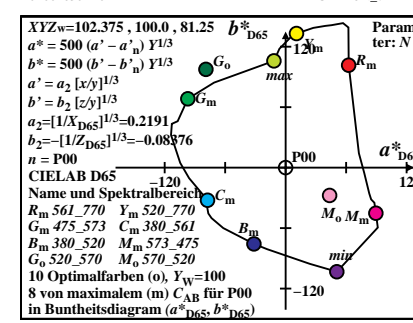 XYZw=102.375 , 100.0 , 81.25
a* = 500 (a’ - a’n) Y1/3
b* = 500 (b’ - b’n) Y1/3
a’ = a2 [x/y]1/3
b’ = b2 [z/y]1/3
a2=[1/XD65]1/3=0.2191
b2=–[1/ZD65]1/3=–0.08376
n = P00
CIELAB D65
Name und Spektralbereich
Rm 561_770 Ym 520_770
Gm 475_573 Cm 380_561
Bm 380_520 Mm 573_475
Go 520_570 Mo 570_520
10 Optimalfarben (o), YW=100
8 von maximalem (m) CAB für P00
in Buntheitsdiagram (a*D65, b*D65)
b*D65
Param
ter: N
120
Ym
max
Rm
Go
Gm
P00
a*D6
–120
12
Cm
Mo
Mm
Bm
min
–120